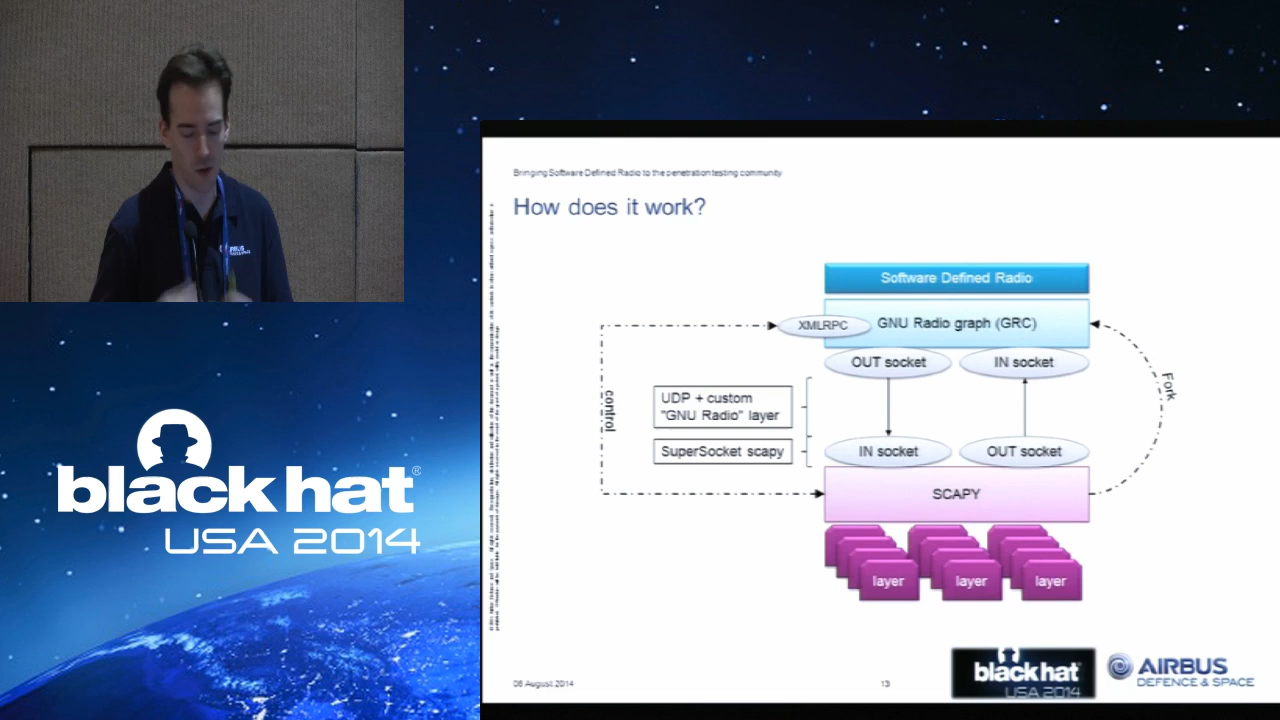 AIRBUS
black hat®
USA 2014
Bringing Software Defined Radio to the penetration testing community
How does it work?
Software Defined Radio
XMLRPC
GNU Radio graph (GRC)
OUT socket
IN socket
Fork
control
UDP + custom
"GNU Radio" layer
SuperSocket scapy
IN socket
OUT socket
SCAPY
layer
layer
layer
06 August 2014
13
black hat
USA 2014
AIRBUS
DEFENCE & SPACE